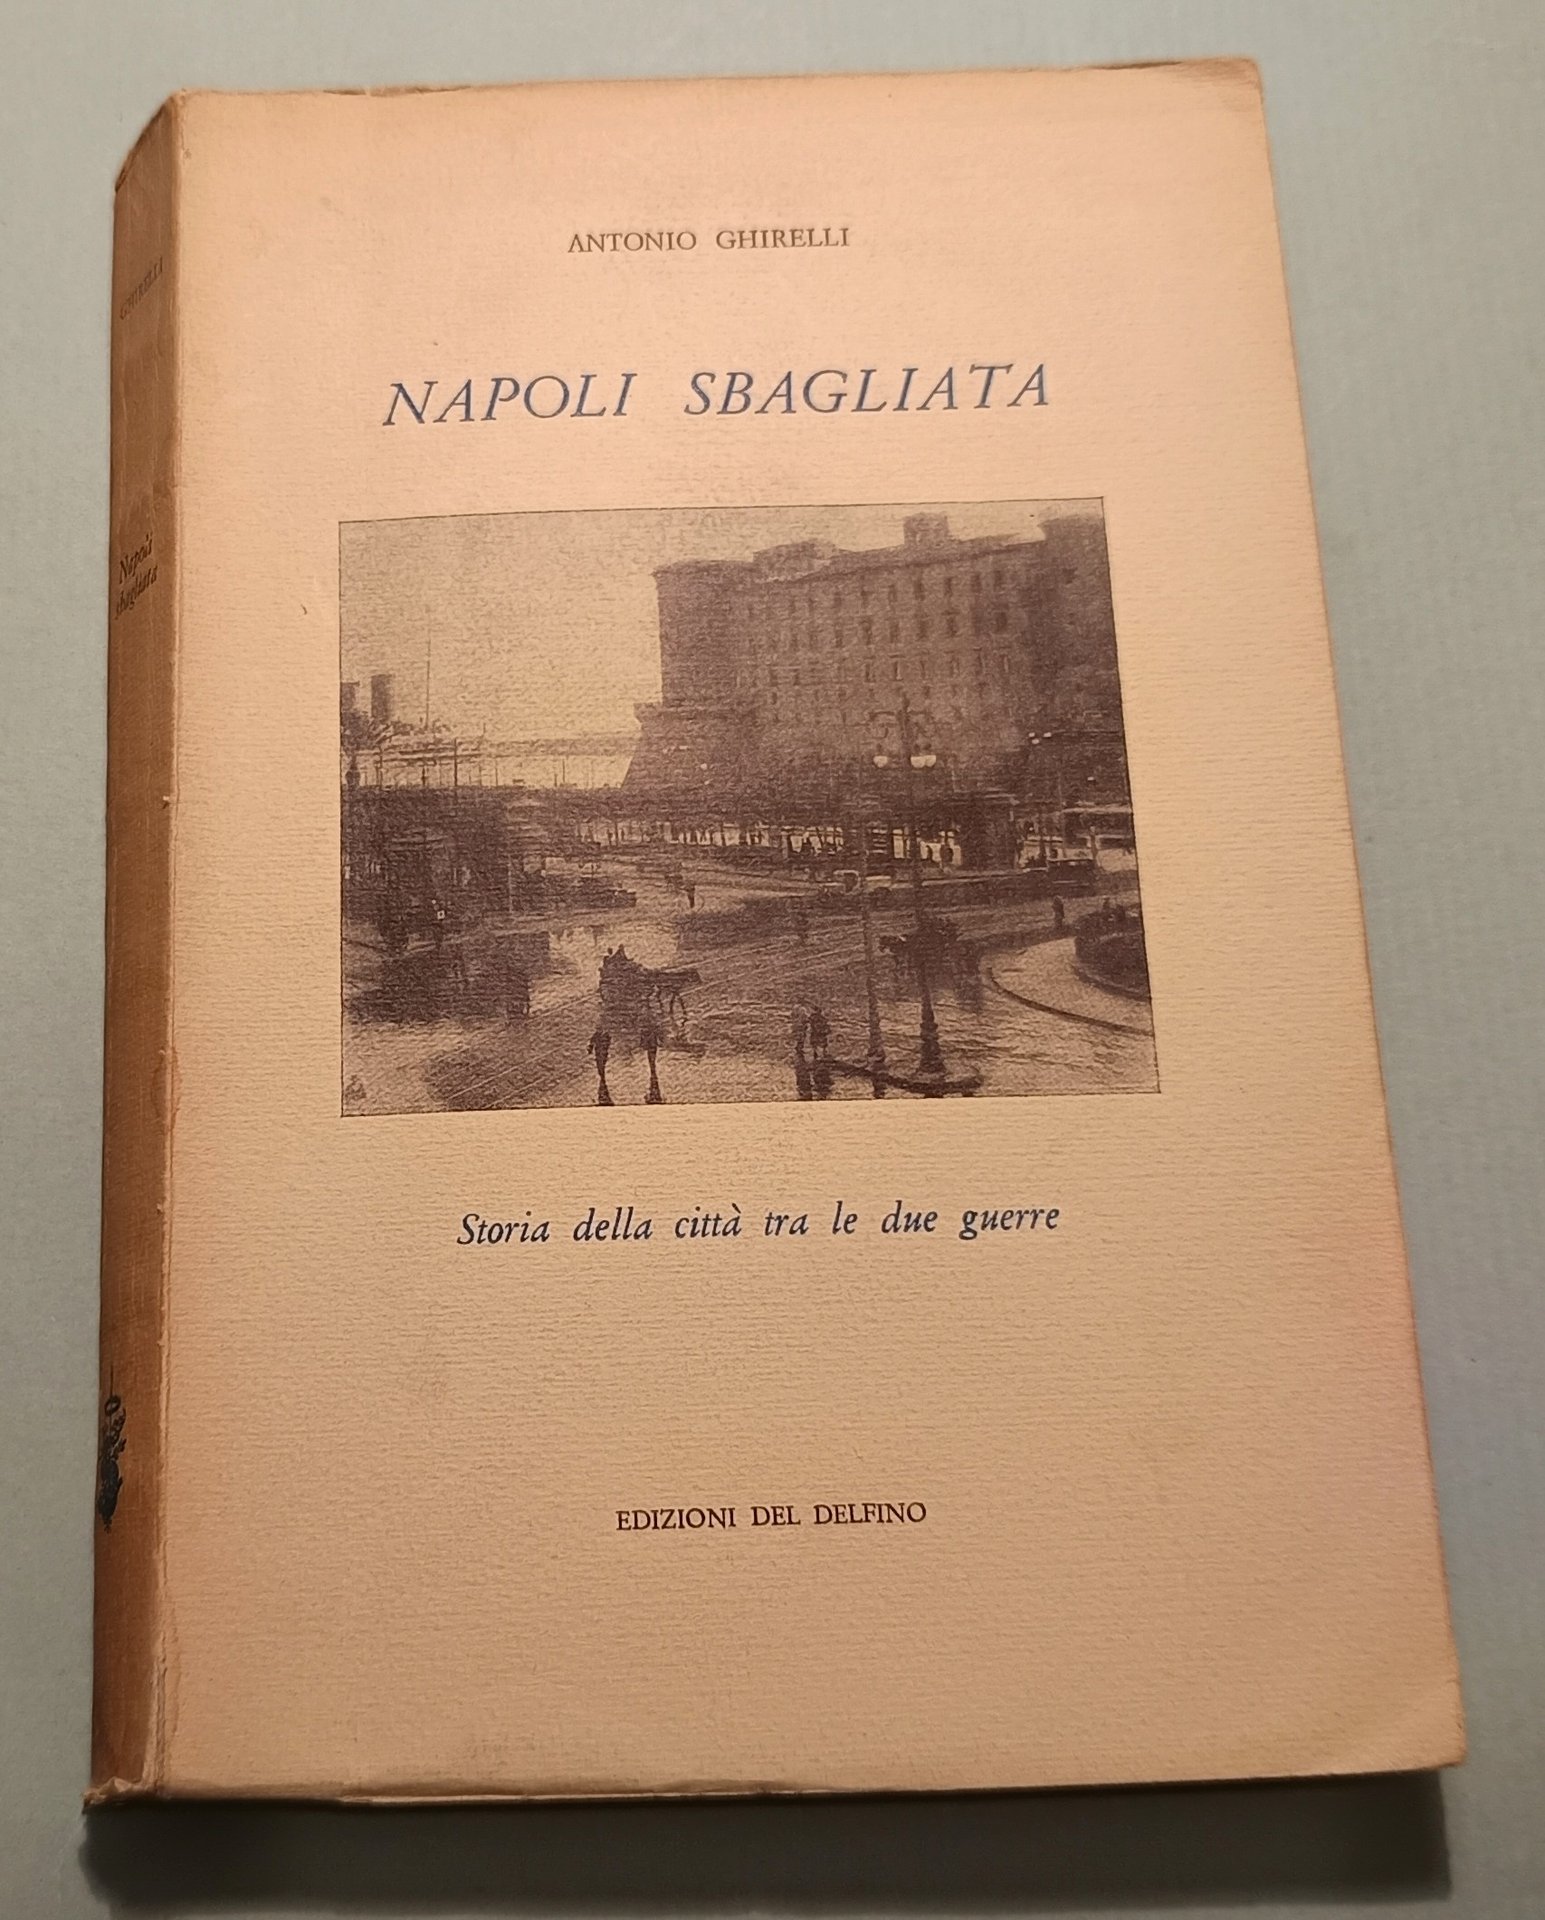 ANTONIO GHIRELLI
NAPOLI SBAGLIATA
Storia della città tra le due guerre
EDIZIONI DEL DELFINO
GHIRELLI
Napoli
sbagliata